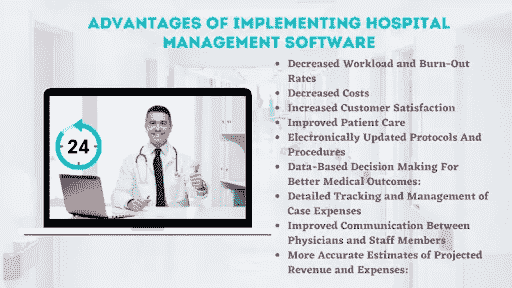 ADVANTAGES OF IMPLEMENTING HOSPITAL
MANAGEMENT SOFTWARE
24
• Decreased Workload and Burn-Out
Rates
• Decreased Costs
• Increased Customer Satisfaction
• Improved Patient Care
• Electronically Updated Protocols And
Procedures
• Data-Based Decision Making For
Better Medical Outcomes:
• Detailed Tracking and Management of
Case Expenses
• Improved Communication Between
Physicians and Staff Members
• More Accurate Estimates of Projected
Revenue and Expenses: